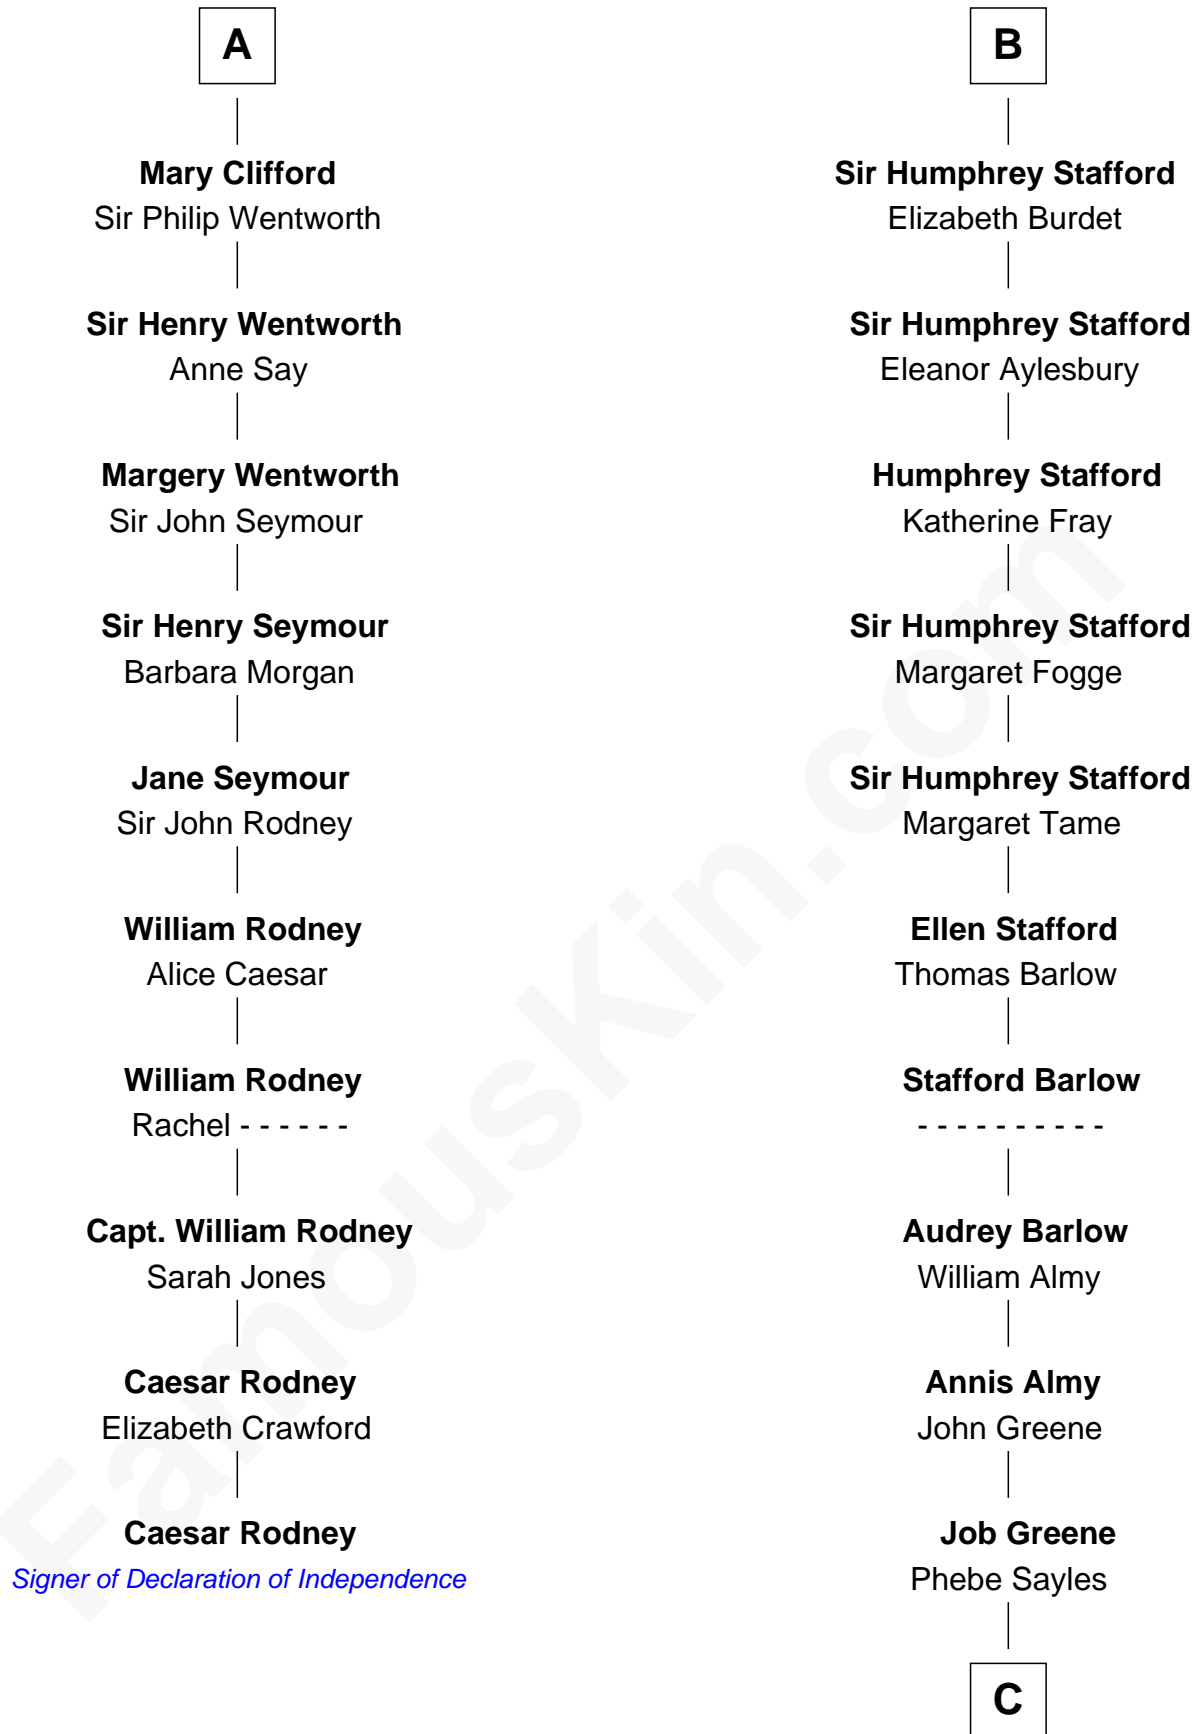 A
Mary Clifford
Sir Philip Wentworth
Sir Henry Wentworth
Anne Say
Margery Wentworth
Sir John Seymour
Sir Henry Seymour
Barbara Morgan
Jane Seymour
Sir John Rodney
William Rodney
Alice Caesar
William Rodney
Rachel - - - - - -
Capt. William Rodney
Sarah Jones
Caesar Rodney
Elizabeth Crawford
Caesar Rodney
Signer of Declaration of Independence
B
Sir Humphrey Stafford
Elizabeth Burdet
Sir Humphrey Stafford
Eleanor Aylesbury
Humphrey Stafford
Katherine Fray
Sir Humphrey Stafford
Margaret Fogge
Sir Humphrey Stafford
Margaret Tame
Ellen Stafford
Thomas Barlow
Stafford Barlow
- - - - - - - - - -
Audrey Barlow
William Almy
Annis Almy
John Greene
Job Greene
Phebe Sayles
C
FamousKin.com